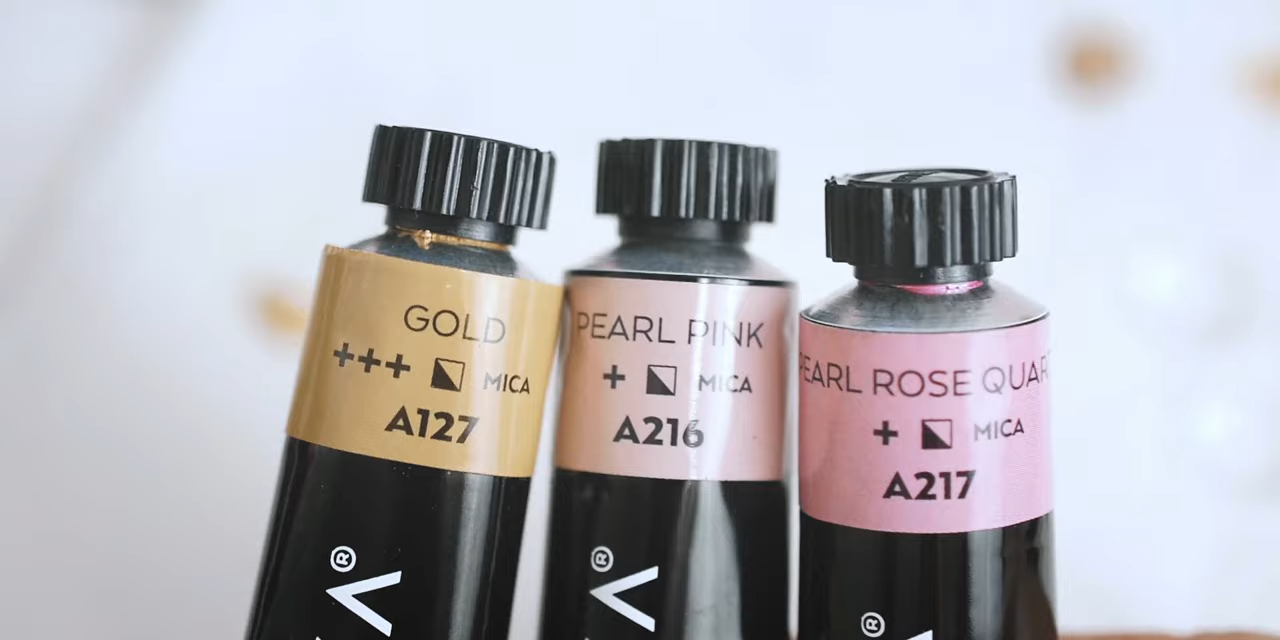 GOLD
+++ MICA
A127
PEARL PINK
+ MICA
A216
PEARL ROSE QUAR
+ MICA
A217
®
®
®